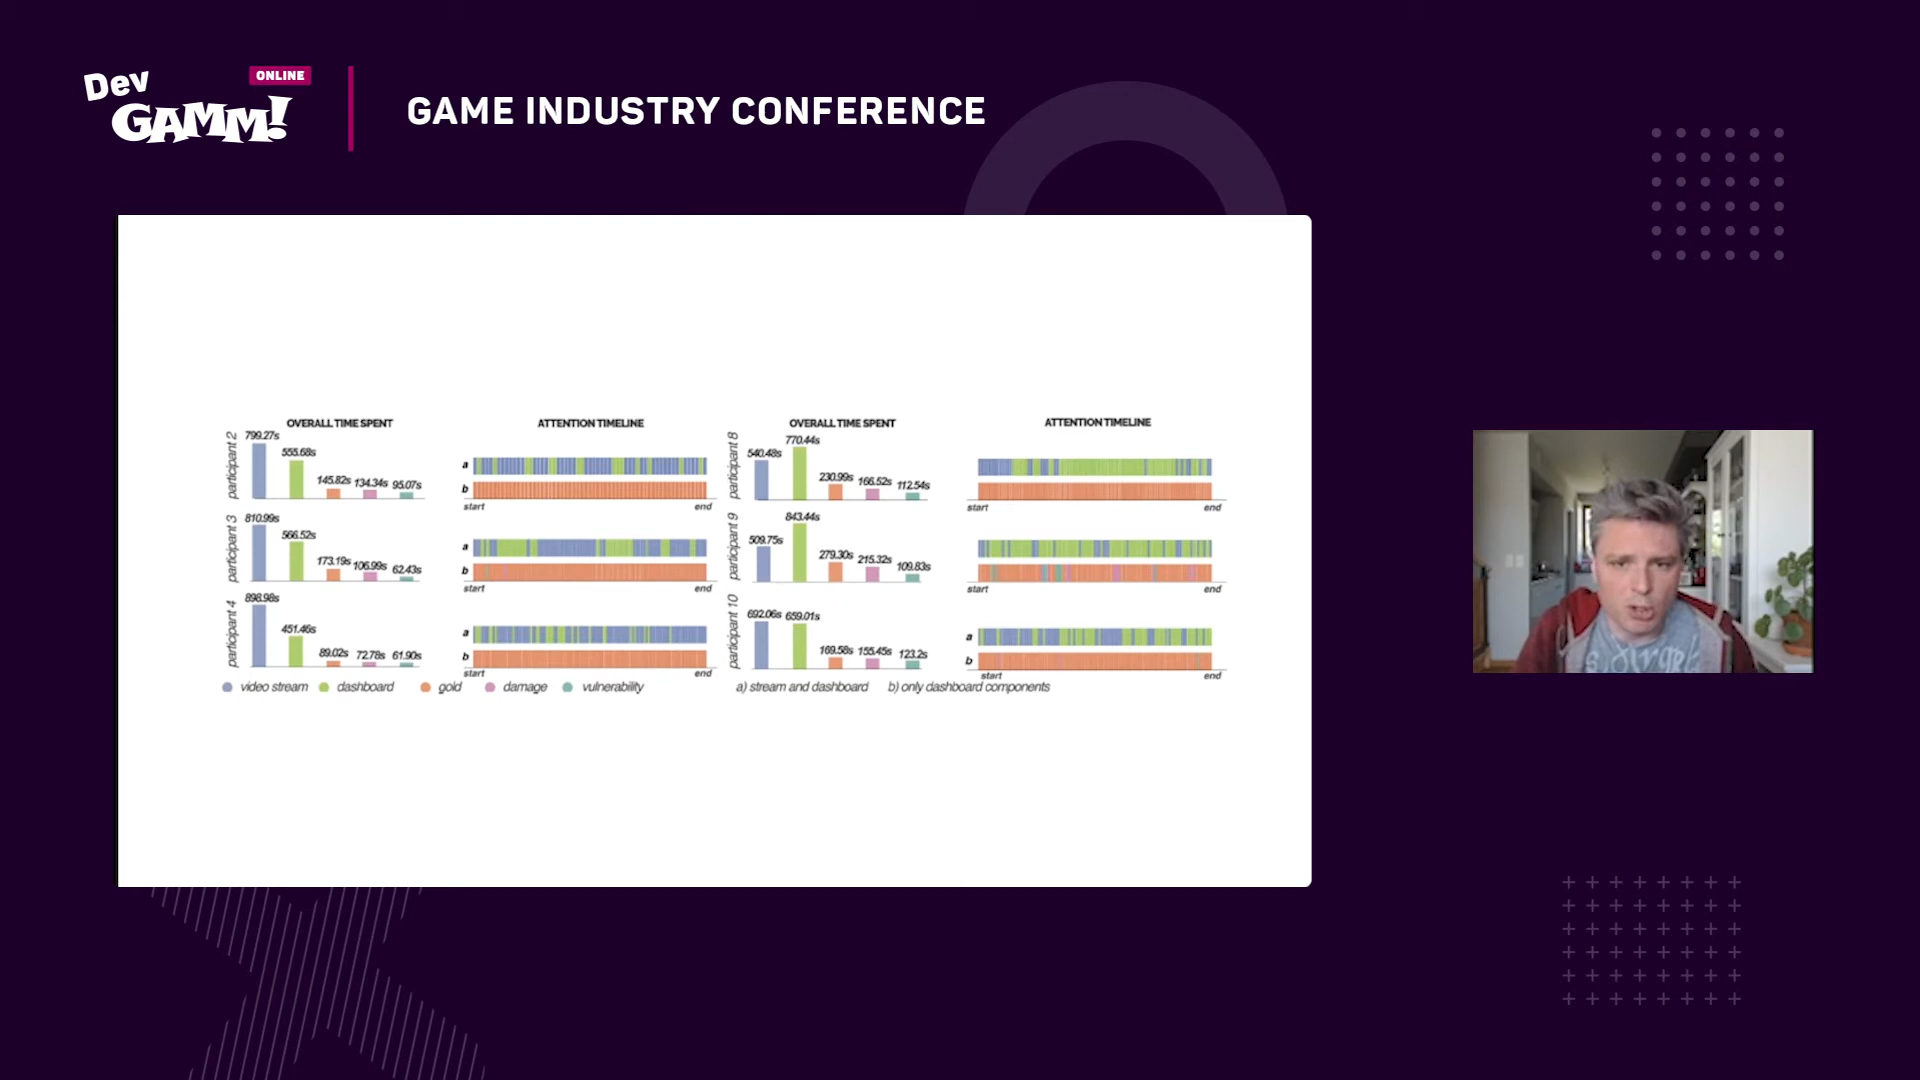 Dev
GAMM!
ONLINE
GAME INDUSTRY CONFERENCE
OVERALL TIME SPENT
ATTENTION TIMELINE
OVERALL TIME SPENT
ATTENTION TIMELINE
participant 2
799.27s
555.68s
145.82s
134.34s
95.07s
a
b
start
end
participant 8
540.48s
770.44s
230.99s
166.52s
112.54s
start
end
participant 3
810.99s
566.52s
173.19s
106.99s
62.43s
a
b
start
end
participant 9
509.75s
843.44s
279.30s
215.32s
109.83s
start
end
participant 4
898.98s
451.46s
89.02s
72.78s
61.90s
a
b
start
end
participant 10
692.06s
659.01s
169.58s
155.45s
123.2s
a
b
start
end
video stream
dashboard
gold
damage
vulnerability
a) stream and dashboard
b) only dashboard components